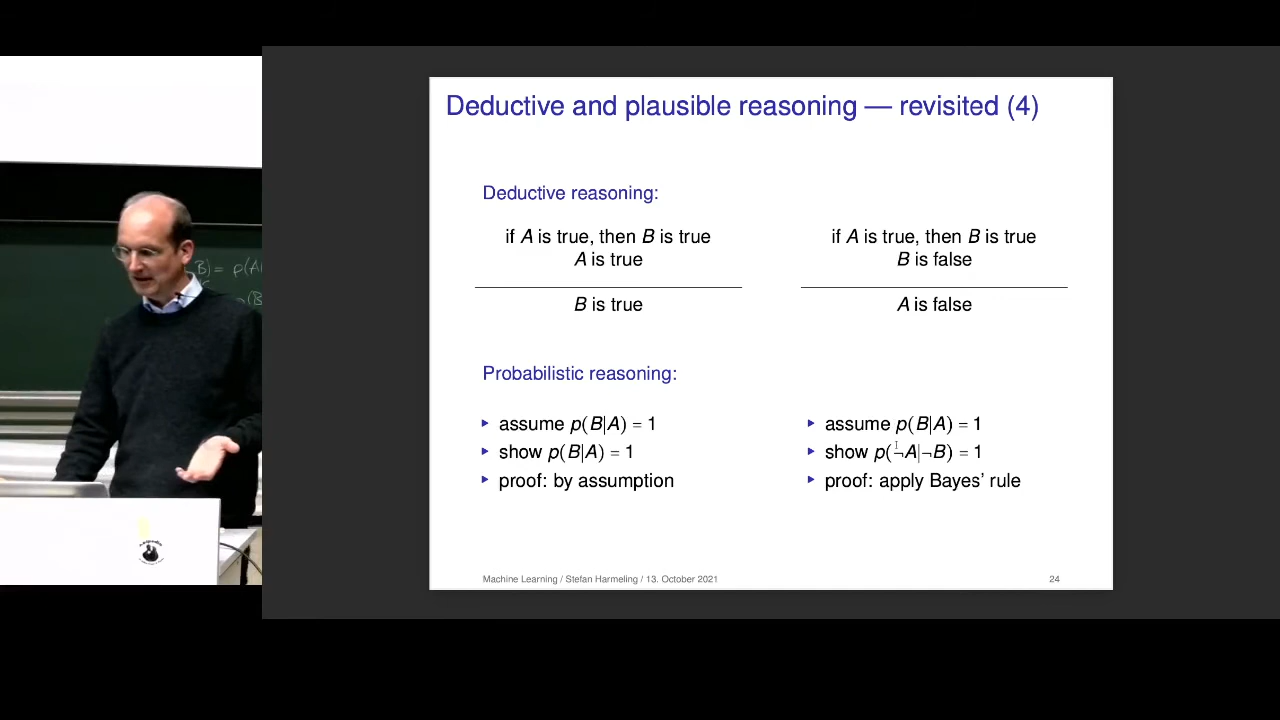 Deductive and plausible reasoning — revisited (4)
Deductive reasoning:
if A is true, then B is true
A is true
B is true
if A is true, then B is true
B is false
A is false
Probabilistic reasoning:
▸ assume p(B|A) = 1
▸ show p(B|A) = 1
▸ proof: by assumption
▸ assume p(B|A) = 1
▸ show p(¬A|¬B) = 1
▸ proof: apply Bayes' rule
Machine Learning / Stefan Harmeling / 13. October 2021
24
B) = p(A